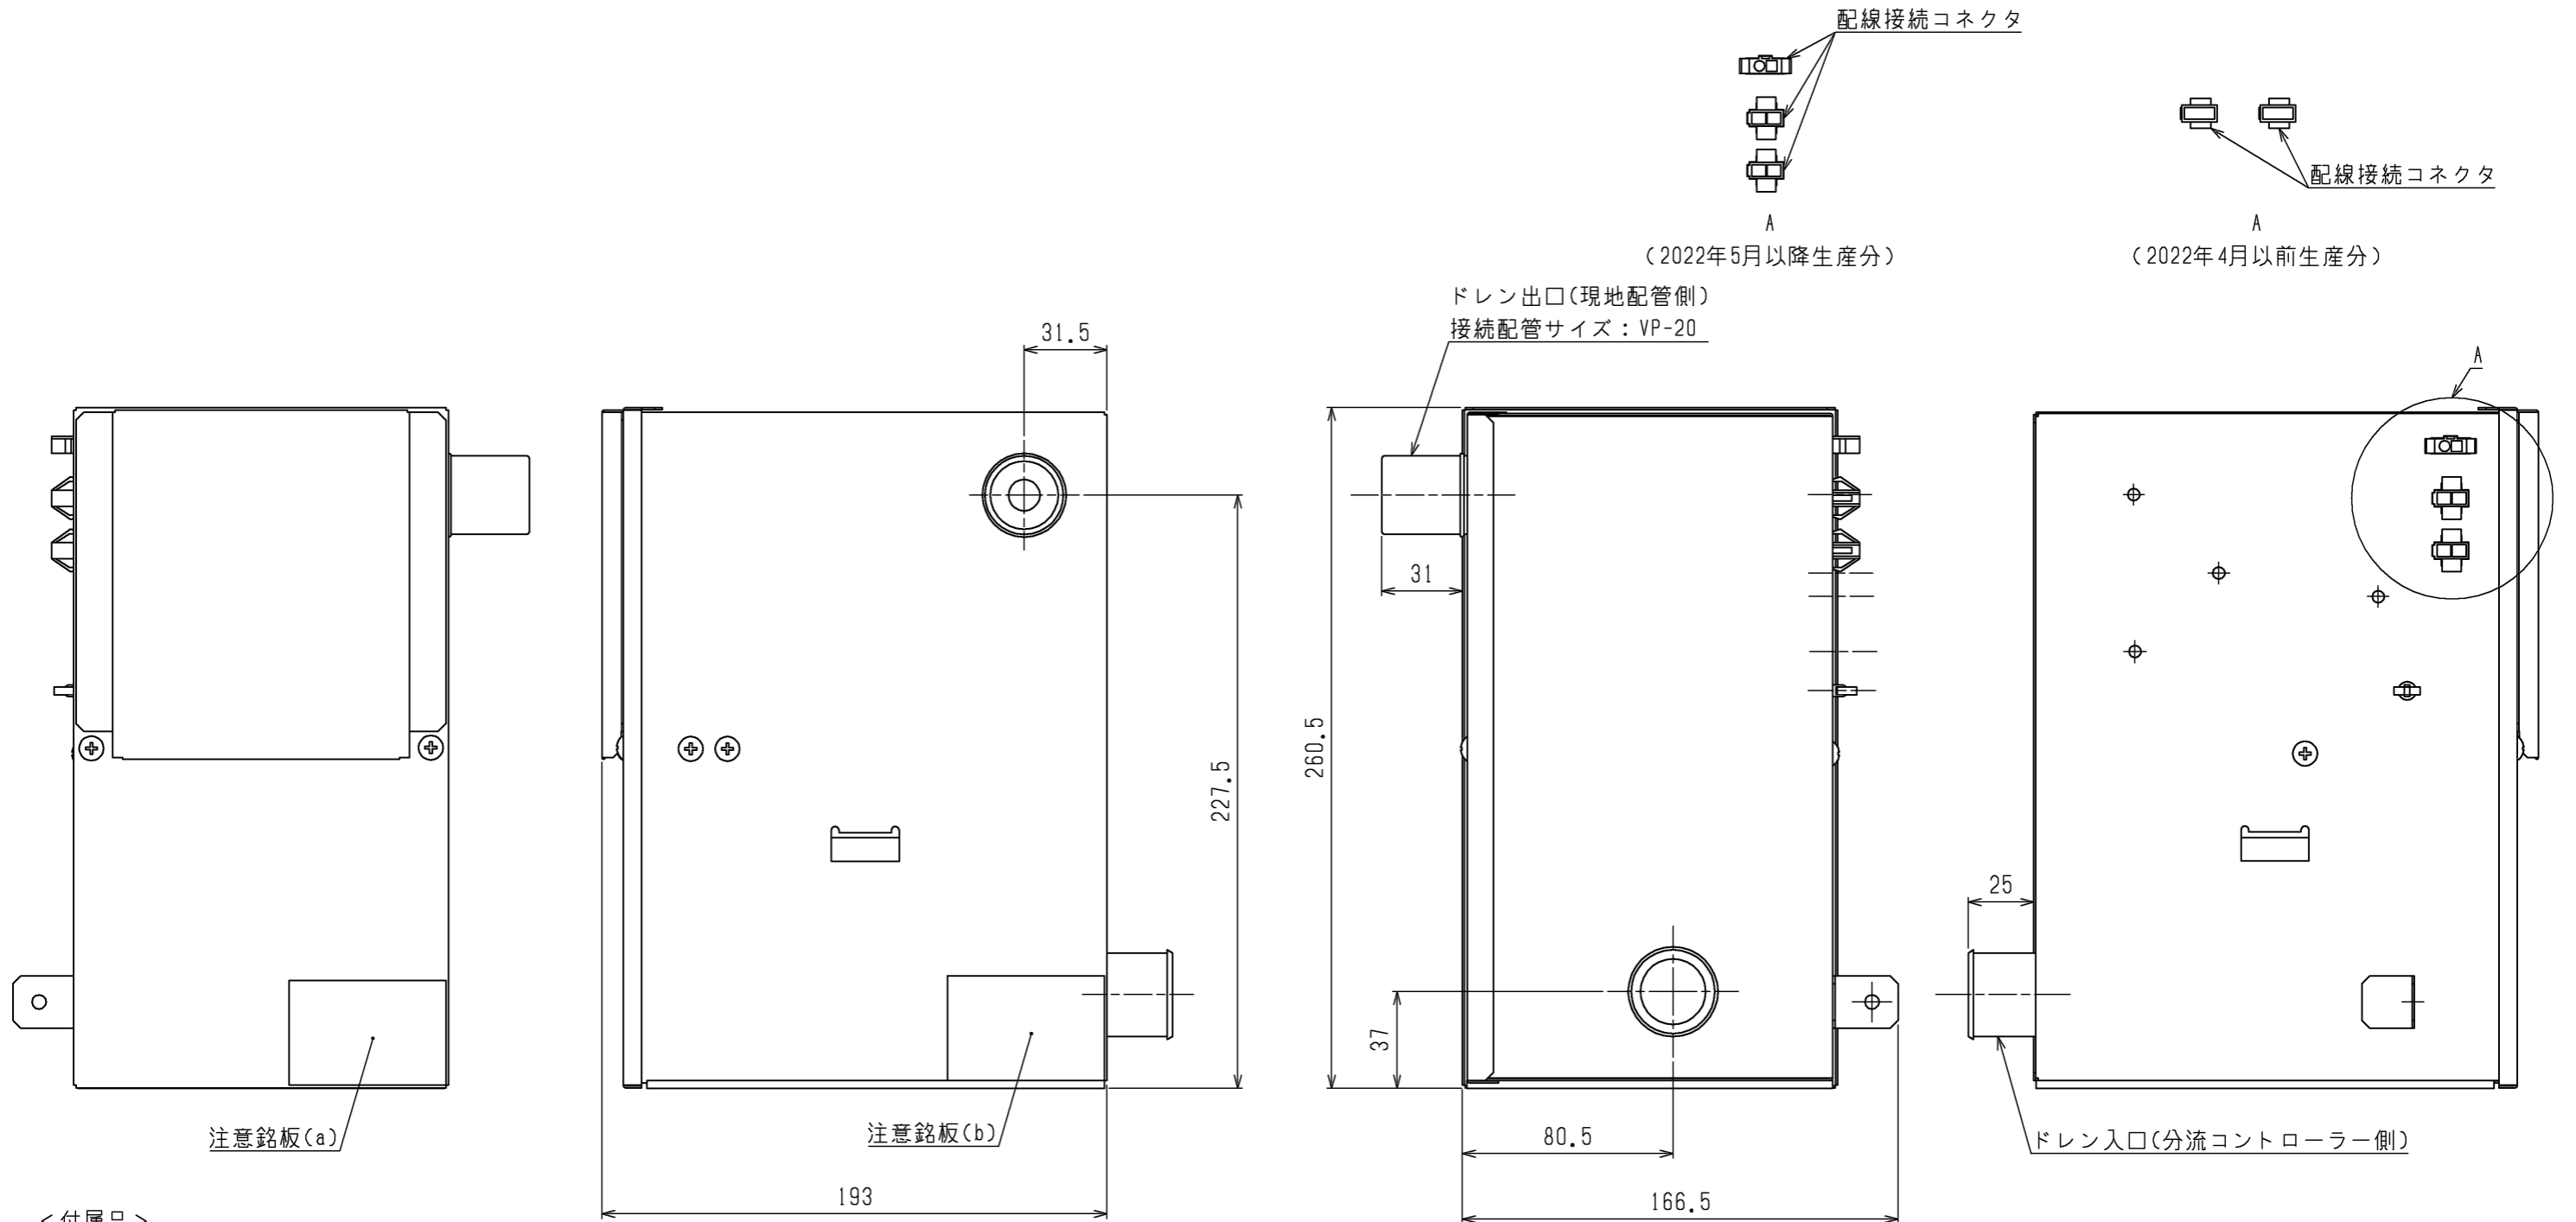 配線接続コネクタ
配線接続コネクタ
A
(2022年5月以降生産分)
A
(2022年4月以前生産分)
ドレン出口(現地配管側)
接続配管サイズ：VP-20
31.5
A
31
260.5
227.5
25
37
注意銘板(a)
注意銘板(b)
80.5
ドレン入口(分流コントローラー側)
193
166.5
<付属品>